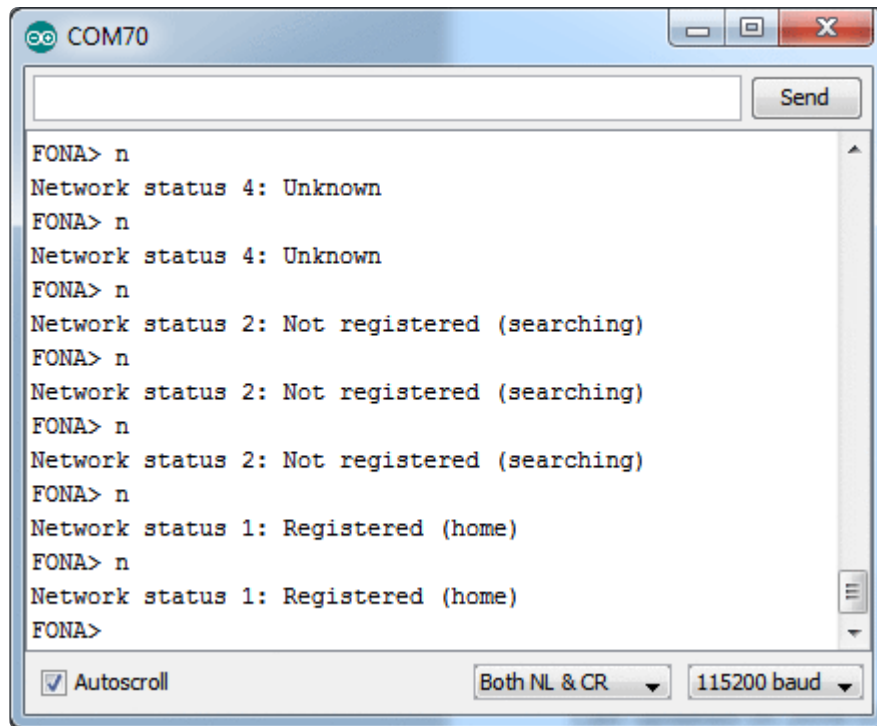 COM70
Send
FONA> n
Network status 4: Unknown
FONA> n
Network status 4: Unknown
FONA> n
Network status 2: Not registered (searching)
FONA> n
Network status 2: Not registered (searching)
FONA> n
Network status 2: Not registered (searching)
FONA> n
Network status 1: Registered (home)
FONA> n
Network status 1: Registered (home)
FONA>
Autoscroll Both NL & CR 115200 baud